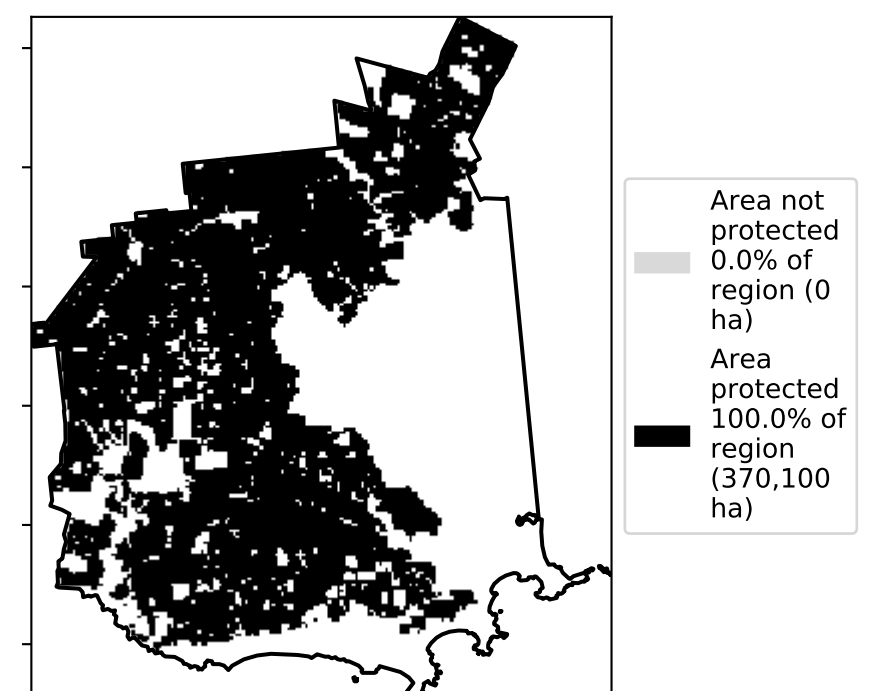 Area not
protected
0.0% of
region (0
ha)
Area
protected
100.0% of
region
(370,100
ha)